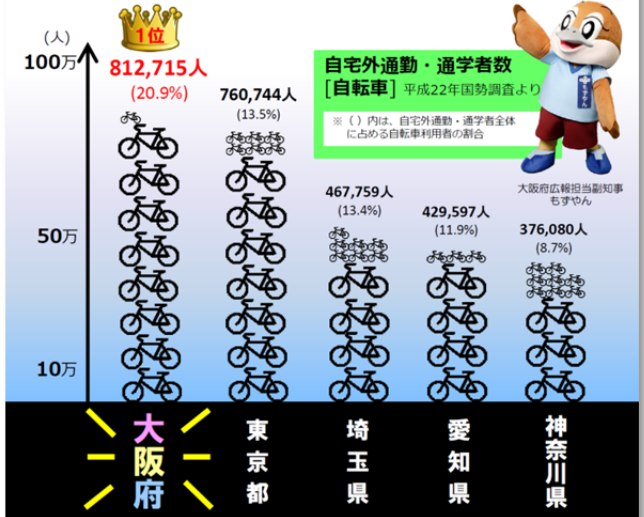 (人)
100万
50万
10万
1位
812,715人
(20.9%)
760,744人
(13.5%)
467,759人
(13.4%)
429,597人
(11.9%)
376,080人
(8.7%)
自宅外通勤・通学者数
[自転車] 平成22年国勢調査より
※ ( ) 内は、自宅外通勤・通学者全体
に占める自転車利用者の割合
もずやん
大阪府広報担当副知事
もずやん
大阪府
東京都
埼玉県
愛知県
神奈川県